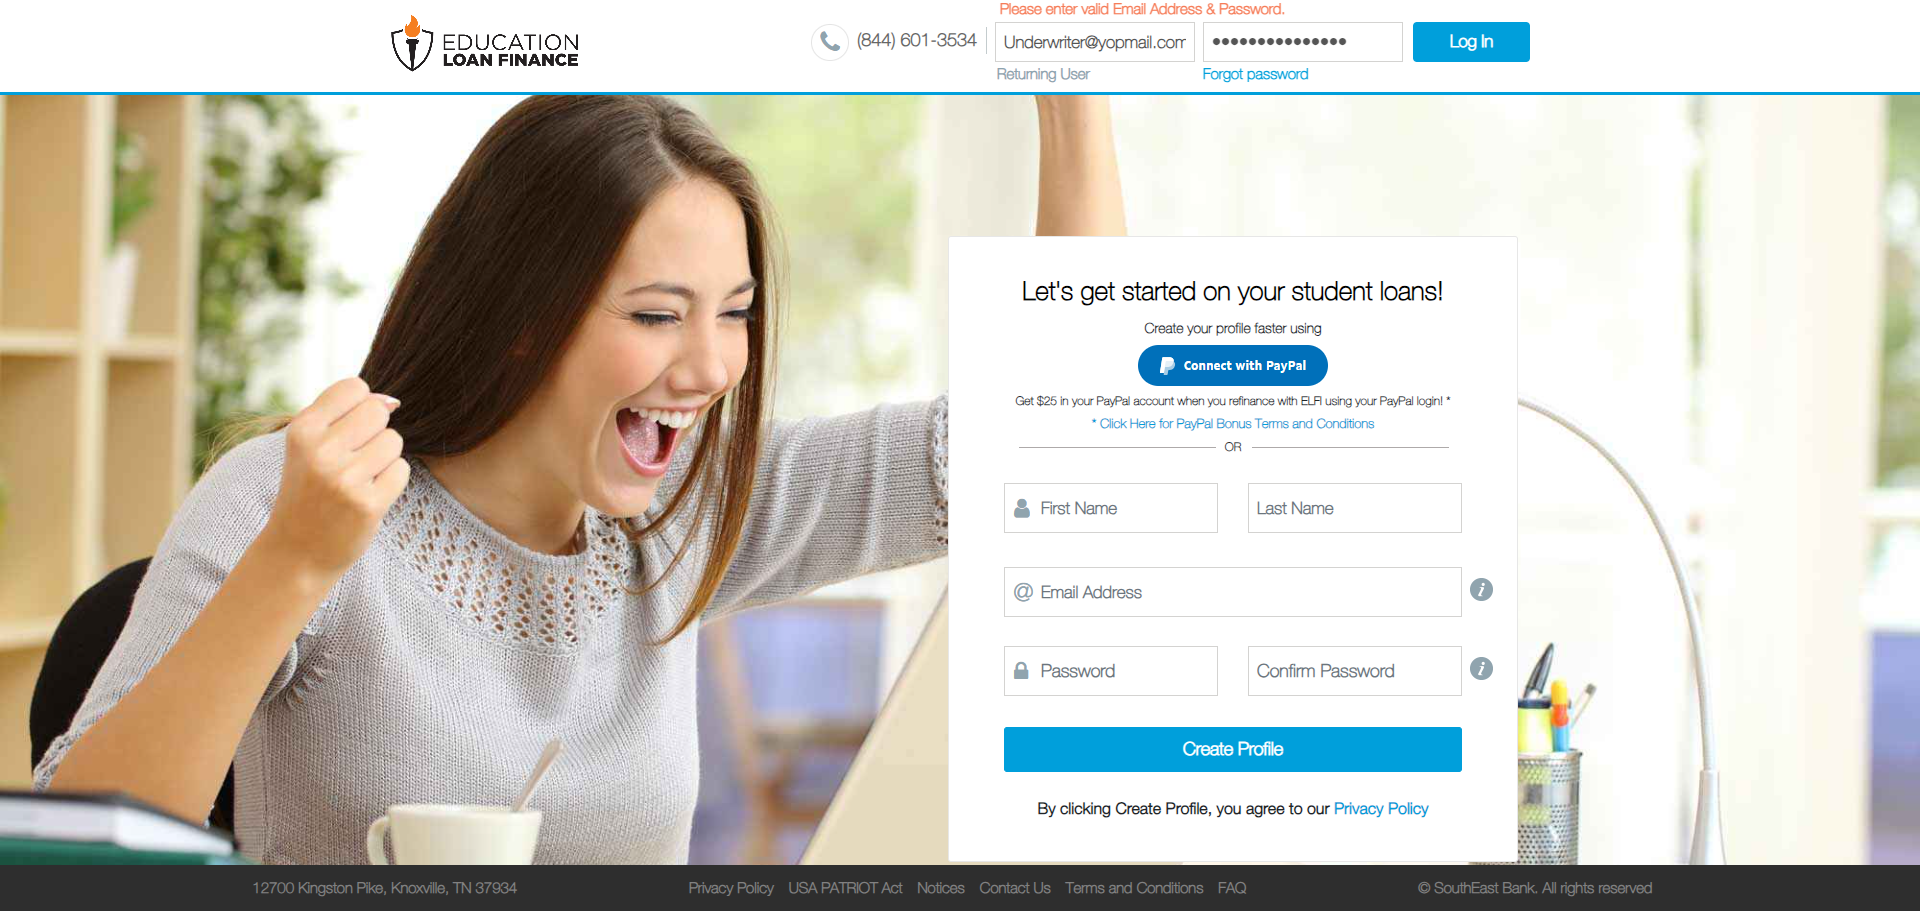 Please enter valid Email Address & Password.
EDUCATION
LOAN FINANCE
(844) 601-3534
Underwriter@yopmail.com
•••••••••••••••
Log In
Returning User
Forgot password
Let's get started on your student loans!
Create your profile faster using
Connect with PayPal
Get $25 in your PayPal account when you refinance with ELFI using your PayPal login! *
* Click Here for PayPal Bonus Terms and Conditions
OR
First Name
Last Name
@ Email Address
i
Password
Confirm Password
i
Create Profile
By clicking Create Profile, you agree to our Privacy Policy
12700 Kingston Pike, Knoxville, TN 37934
Privacy Policy USA PATRIOT Act Notices Contact Us Terms and Conditions FAQ
© SouthEast Bank. All rights reserved